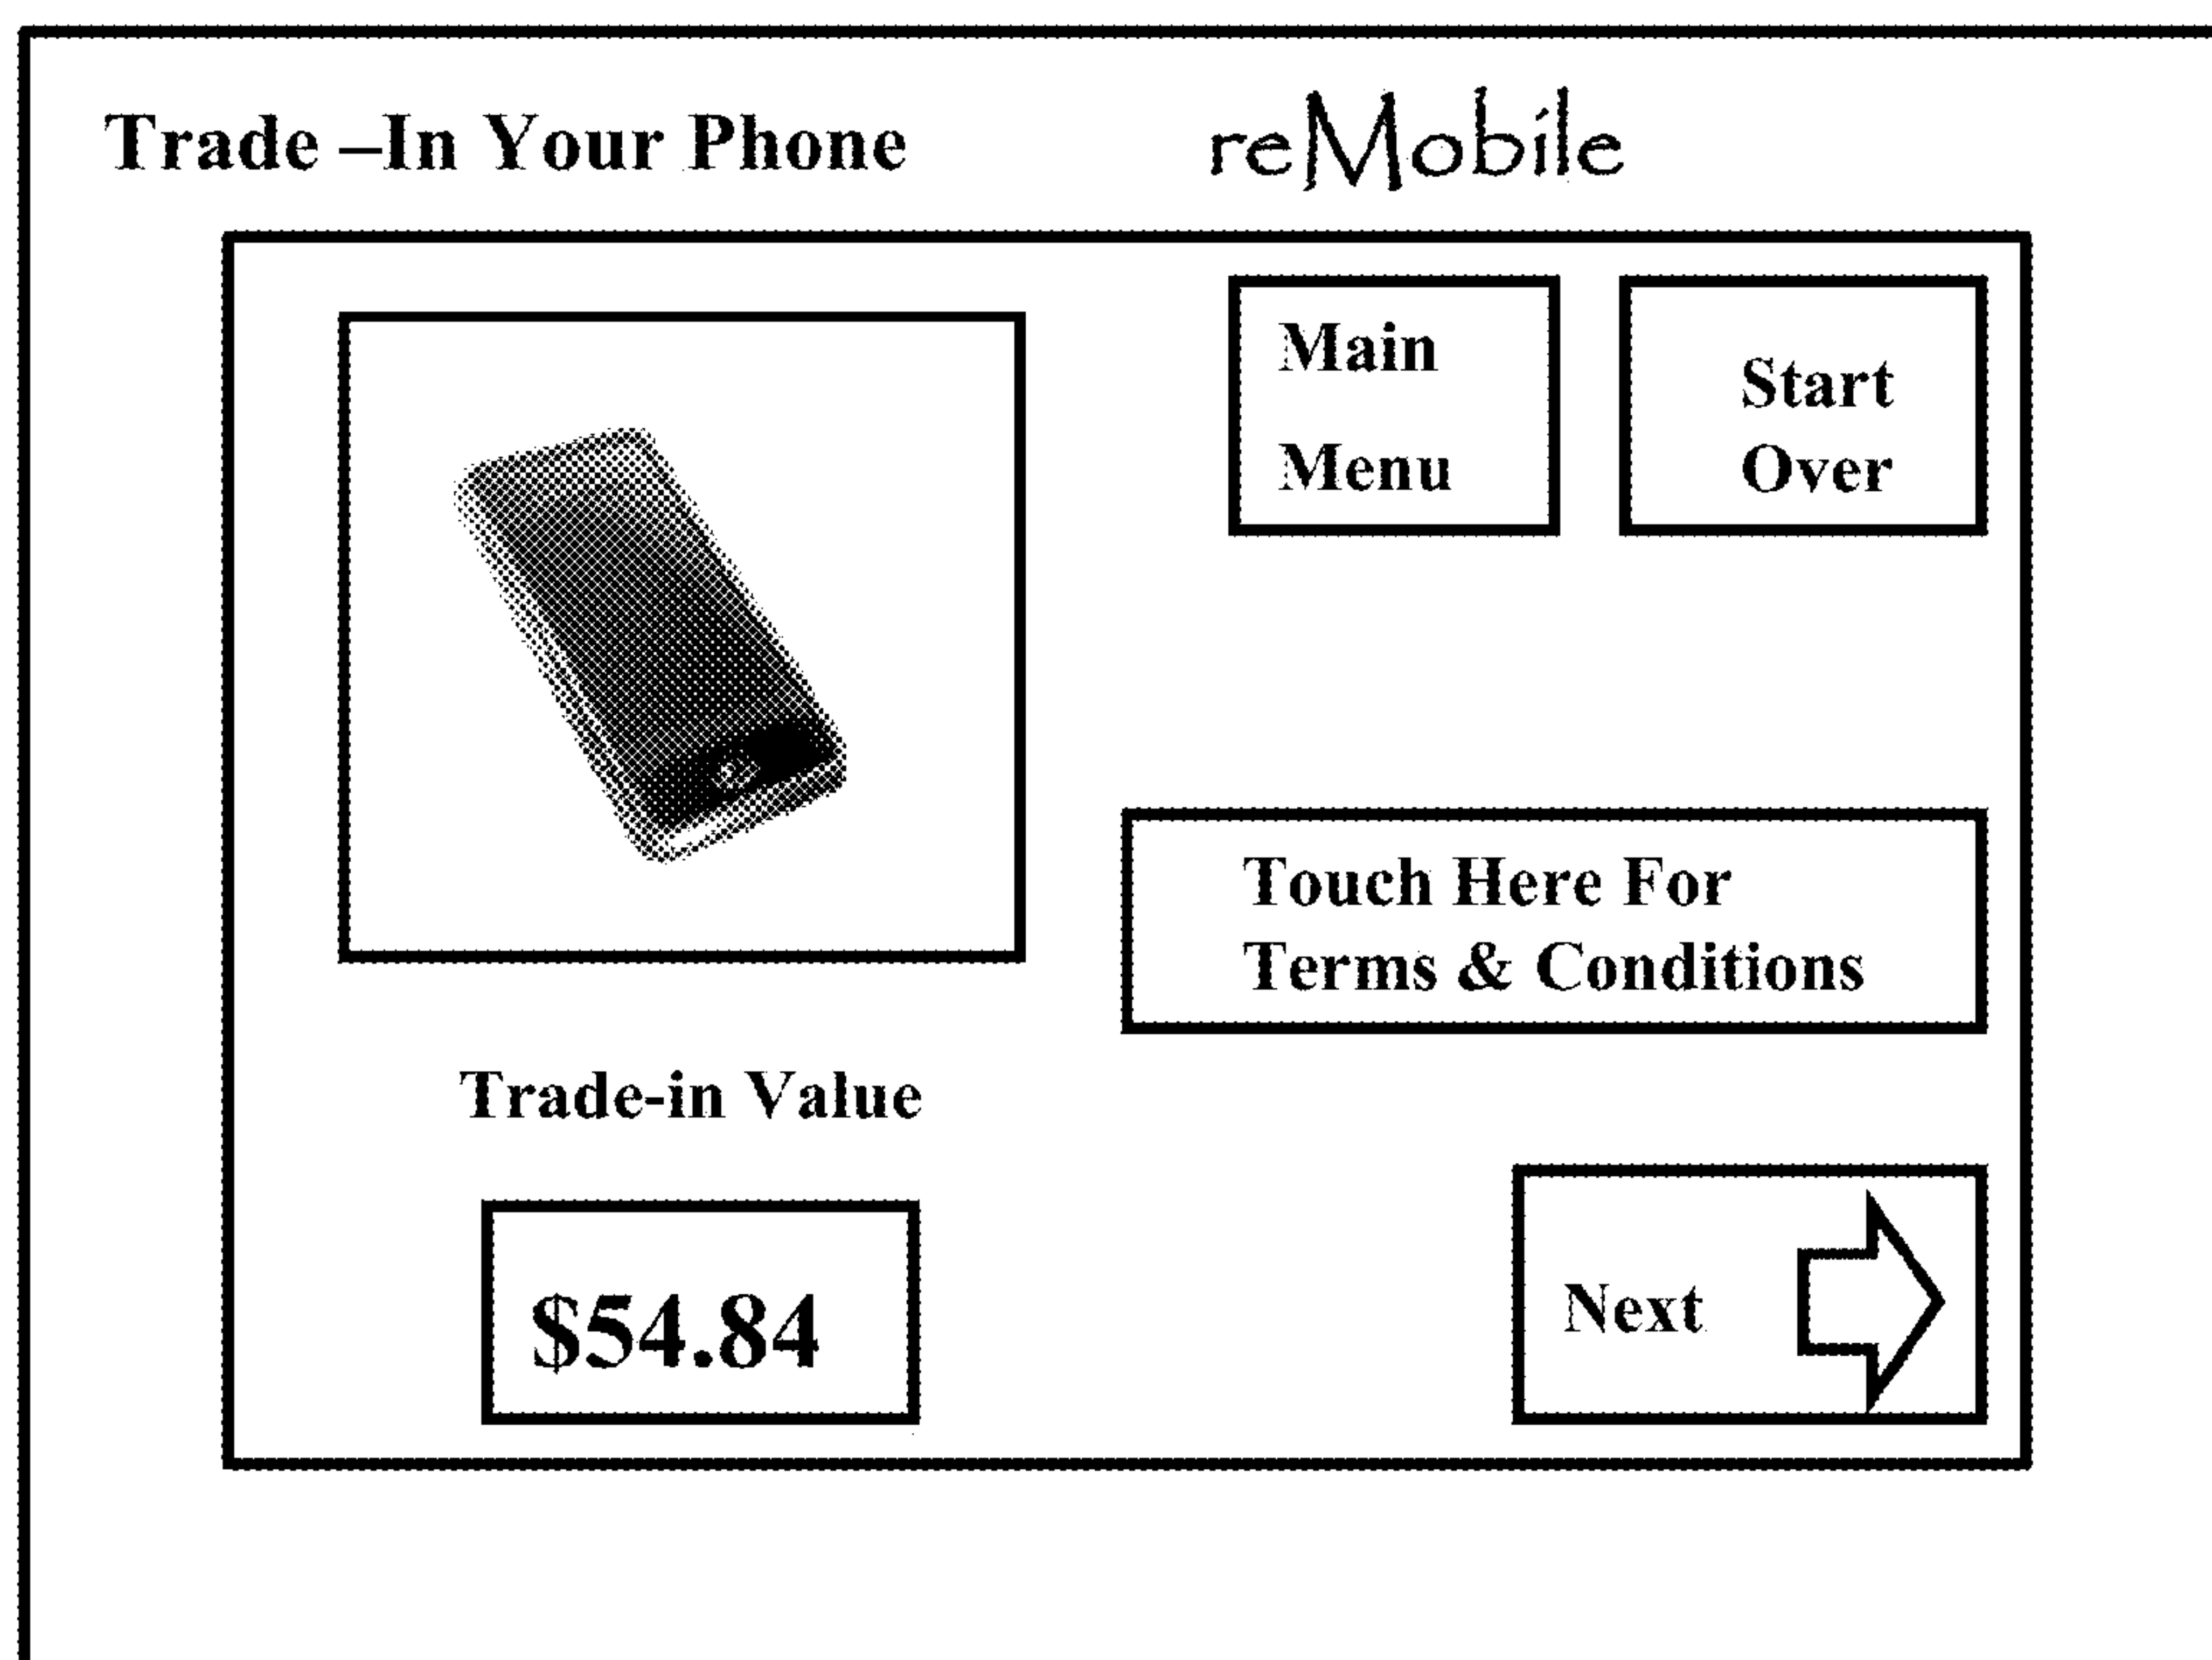 Trade –In Your Phone
reMobile
Main
Menu
Start
Over
Touch Here For
Terms & Conditions
Trade-in Value
$54.84
Next